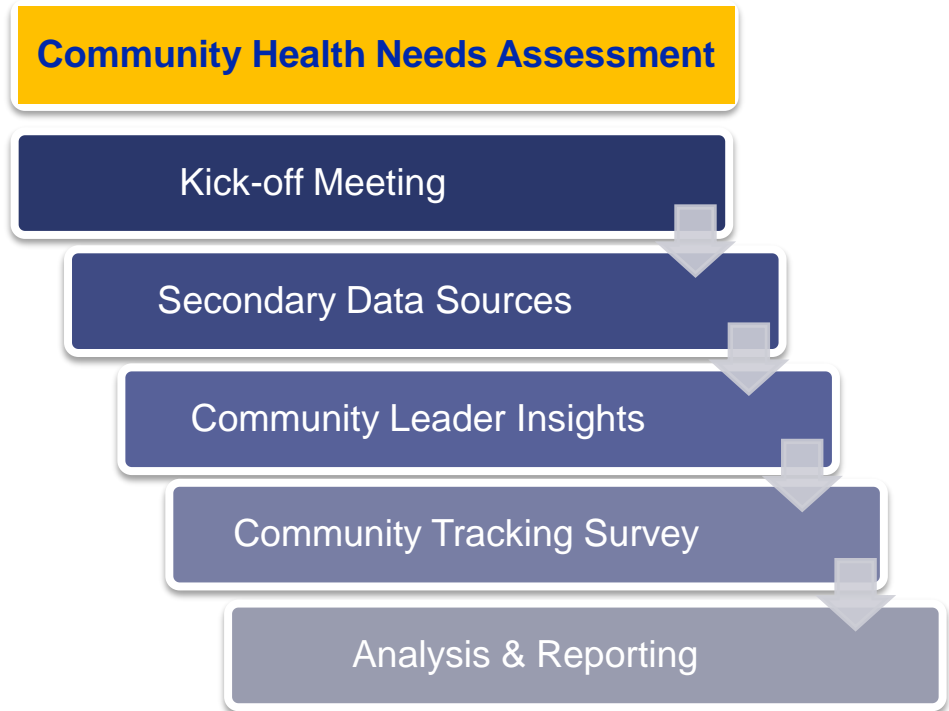 Community Health Needs Assessment
Kick-off Meeting
Secondary Data Sources
Community Leader Insights
Community Tracking Survey
Analysis & Reporting